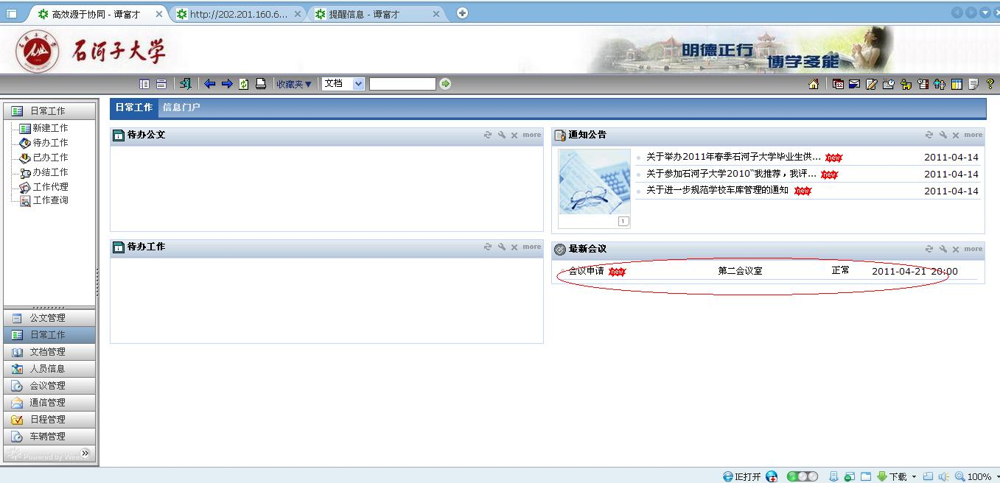 高效源于协同 - 谭富才
http://202.201.160.6...
提醒信息 - 谭富才
石河子大学
明德正行
博学多能
收藏夹
文档
日常工作
新建工作
待办工作
已办工作
办结工作
工作代理
工作查询
公文管理
日常工作
文档管理
人员信息
会议管理
通信管理
日程管理
车辆管理
日常工作 信息门户
待办公文 more
待办工作 more
通知公告 more
关于举办2011年春季石河子大学毕业生供... new 2011-04-14
关于参加石河子大学2010“我推荐，我评... new 2011-04-14
关于进一步规范学校车库管理的通知 new 2011-04-14
1
最新会议 more
会议申请 new 第二会议室 正常 2011-04-21 20:00
IE打开 下载 100%